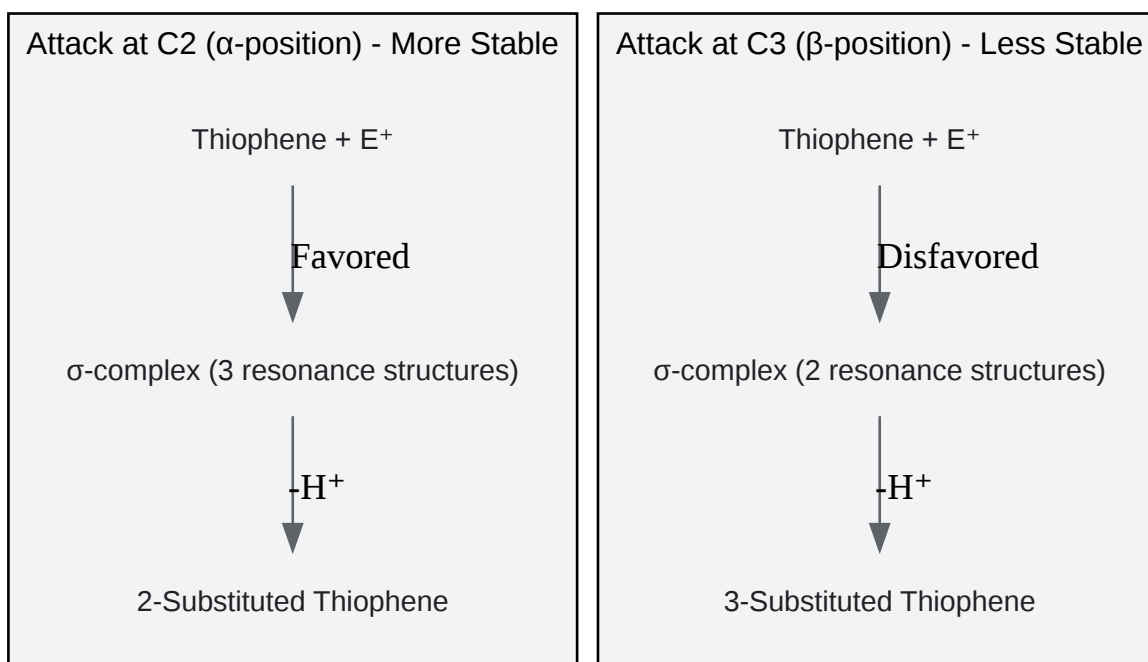 Attack at C2 (α-position) - More Stable
Thiophene + E⁺
Favored
σ-complex (3 resonance structures)
-H⁺
2-Substituted Thiophene
Attack at C3 (β-position) - Less Stable
Thiophene + E⁺
Disfavored
σ-complex (2 resonance structures)
-H⁺
3-Substituted Thiophene